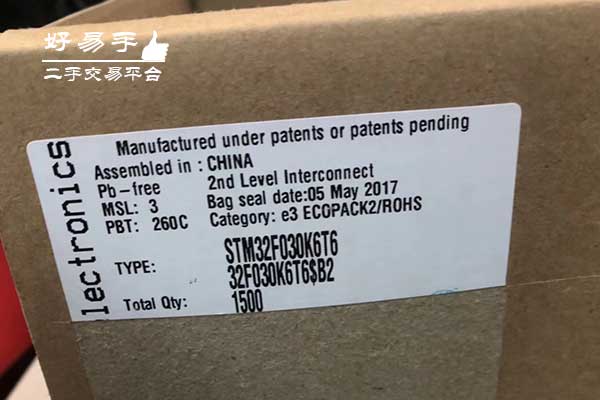 好易手
二手交易平台
lectronics
Manufactured under patents or patents pending
Assembled in : CHINA
Pb-free 2nd Level Interconnect
MSL: 3 Bag seal date:05 May 2017
PBT: 260C Category: e3 ECOPACK2/ROHS
TYPE: STM32F030K6T6
32F030K6T6$B2
Total Qty: 1500